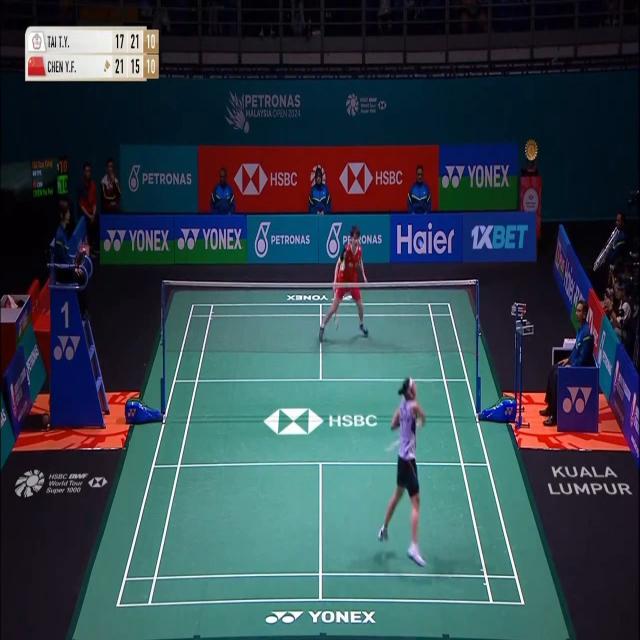 TAI T.Y. 17 21 10
CHEN Y.F. 21 15 10
PETRONAS
MALAYSIA OPEN 2024
PETRONAS
HSBC
HSBC
YONEX
YONEX
YONEX
PETRONAS
PETRONAS
Haier
1XBET
YONEX
1
HSBC
HSBC BWF
World Tour
Super 1000
KUALA
LUMPUR
YONEX